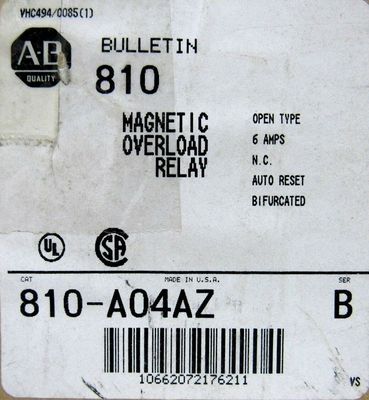 VHC494/0085(1)
AB
QUALITY
BULLETIN
810
MAGNETIC
OVERLOAD
RELAY
OPEN TYPE
6 AMPS
N.C.
AUTO RESET
BIFURCATED
UL
SA
CAT
MADE IN U.S.A.
SER
810-A04AZ
B
10662072176211
VS